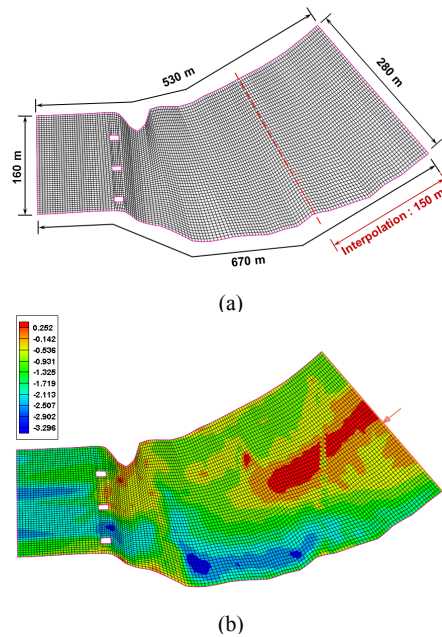 530 m
280 m
160 m
670 m
Interpolation : 150 m
(a)
0.252
-0.142
-0.536
-0.931
-1.325
-1.719
-2.113
-2.507
-2.902
-3.296
(b)